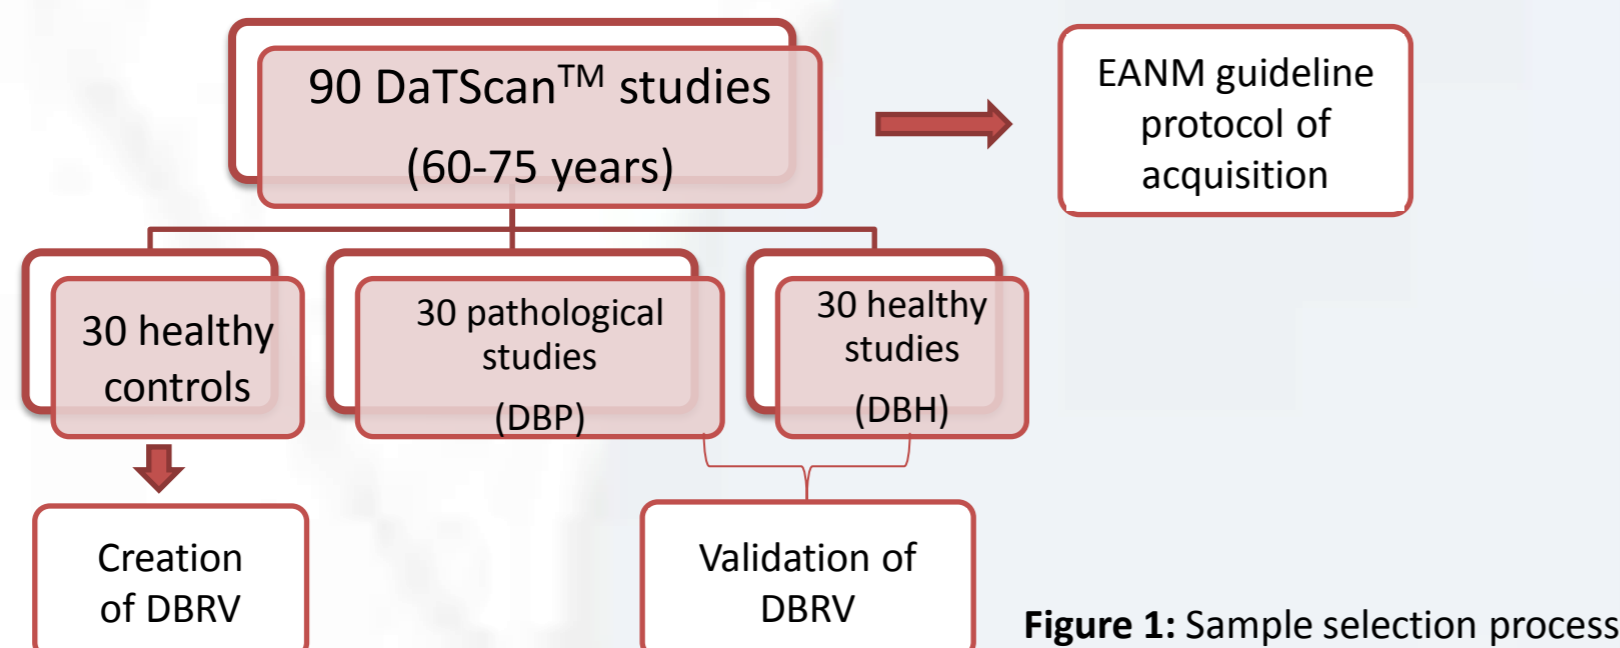 90 DaTScan™ studies
(60-75 years)
EANM guideline
protocol of
acquisition
30 healthy
controls
30 pathological
studies
(DBP)
30 healthy
studies
(DBH)
Creation
of DBRV
Validation of
DBRV
Figure 1: Sample selection process